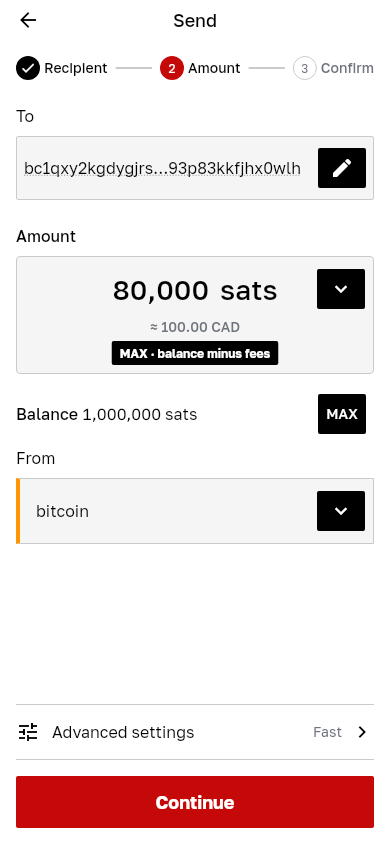 Send
Recipient 2 Amount 3 Confirm
To
bc1qxy2kgdygjrs...93p83kkfjhx0wlh
Amount
80,000 sats
≈ 100.00 CAD
MAX · balance minus fees
Balance 1,000,000 sats MAX
From
bitcoin
Advanced settings Fast
Continue